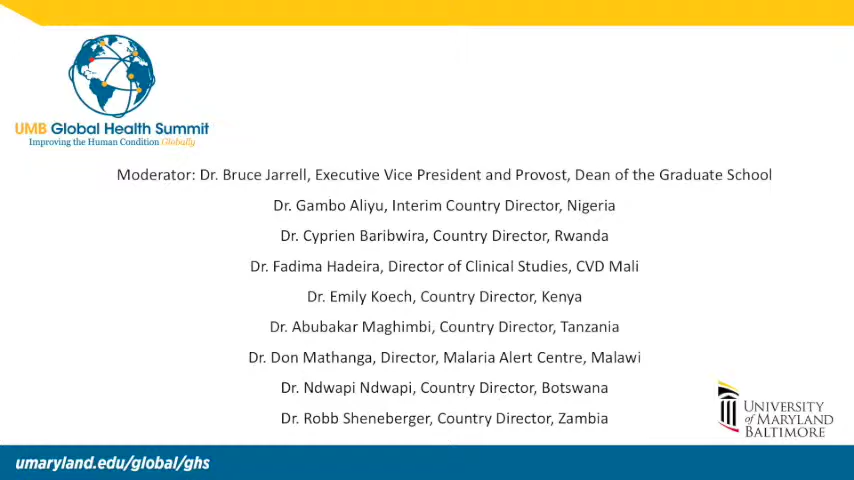 UMB Global Health Summit
Improving the Human Condition Globally
Moderator: Dr. Bruce Jarrell, Executive Vice President and Provost, Dean of the Graduate School
Dr. Gambo Aliyu, Interim Country Director, Nigeria
Dr. Cyprien Baribwira, Country Director, Rwanda
Dr. Fadima Hadeira, Director of Clinical Studies, CVD Mali
Dr. Emily Koech, Country Director, Kenya
Dr. Abubakar Maghimbi, Country Director, Tanzania
Dr. Don Mathanga, Director, Malaria Alert Centre, Malawi
Dr. Ndwapi Ndwapi, Country Director, Botswana
Dr. Robb Sheneberger, Country Director, Zambia
UNIVERSITY
of MARYLAND
BALTIMORE
umaryland.edu/global/ghs